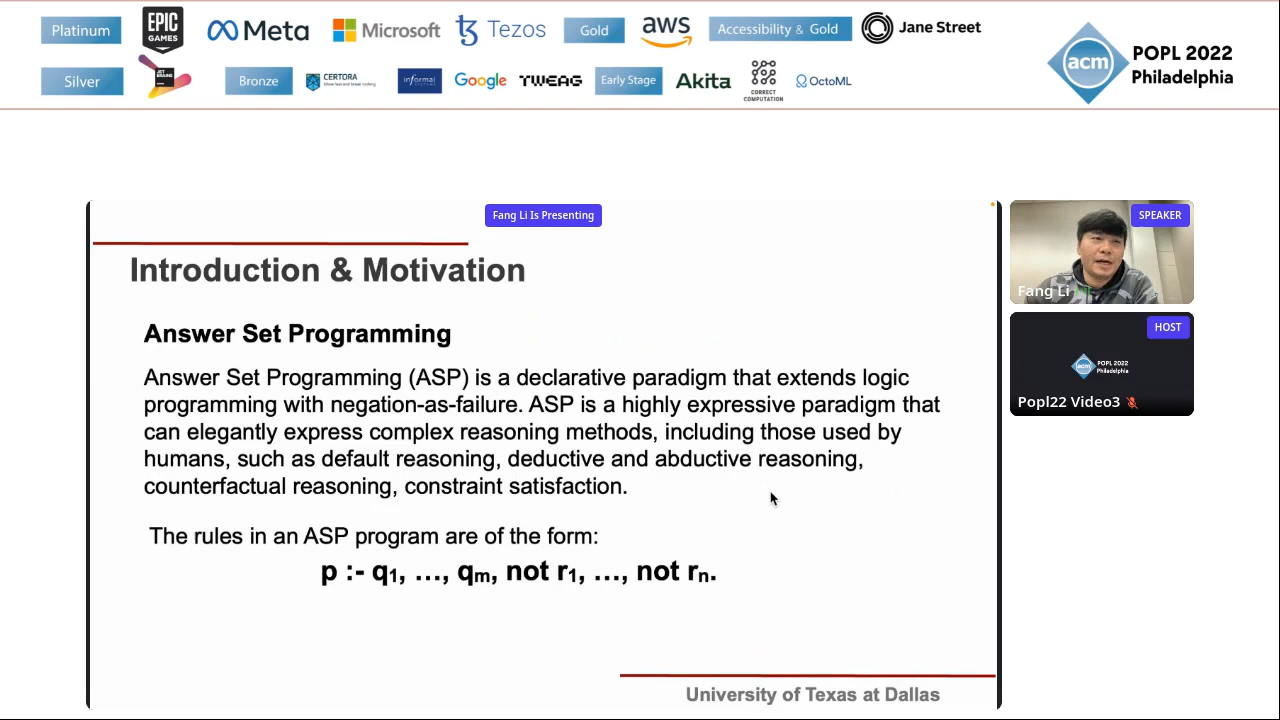 Platinum
EPIC GAMES
Meta
Microsoft
Tezos
Gold
aws
Accessibility & Gold
Jane Street
Silver
JET BRAINS
Bronze
CERTORA
informal
Google
TWEAG
Early Stage
Akita
CORRECT COMPUTATION
OctoML
acm
POPL 2022
Philadelphia
Fang Li Is Presenting
Introduction & Motivation
Answer Set Programming
Answer Set Programming (ASP) is a declarative paradigm that extends logic
programming with negation-as-failure. ASP is a highly expressive paradigm that
can elegantly express complex reasoning methods, including those used by
humans, such as default reasoning, deductive and abductive reasoning,
counterfactual reasoning, constraint satisfaction.
The rules in an ASP program are of the form:
p :- q1, …, qm, not r1, …, not rn.
University of Texas at Dallas
SPEAKER
Fang Li
HOST
acm
POPL 2022
Philadelphia
Popl22 Video3